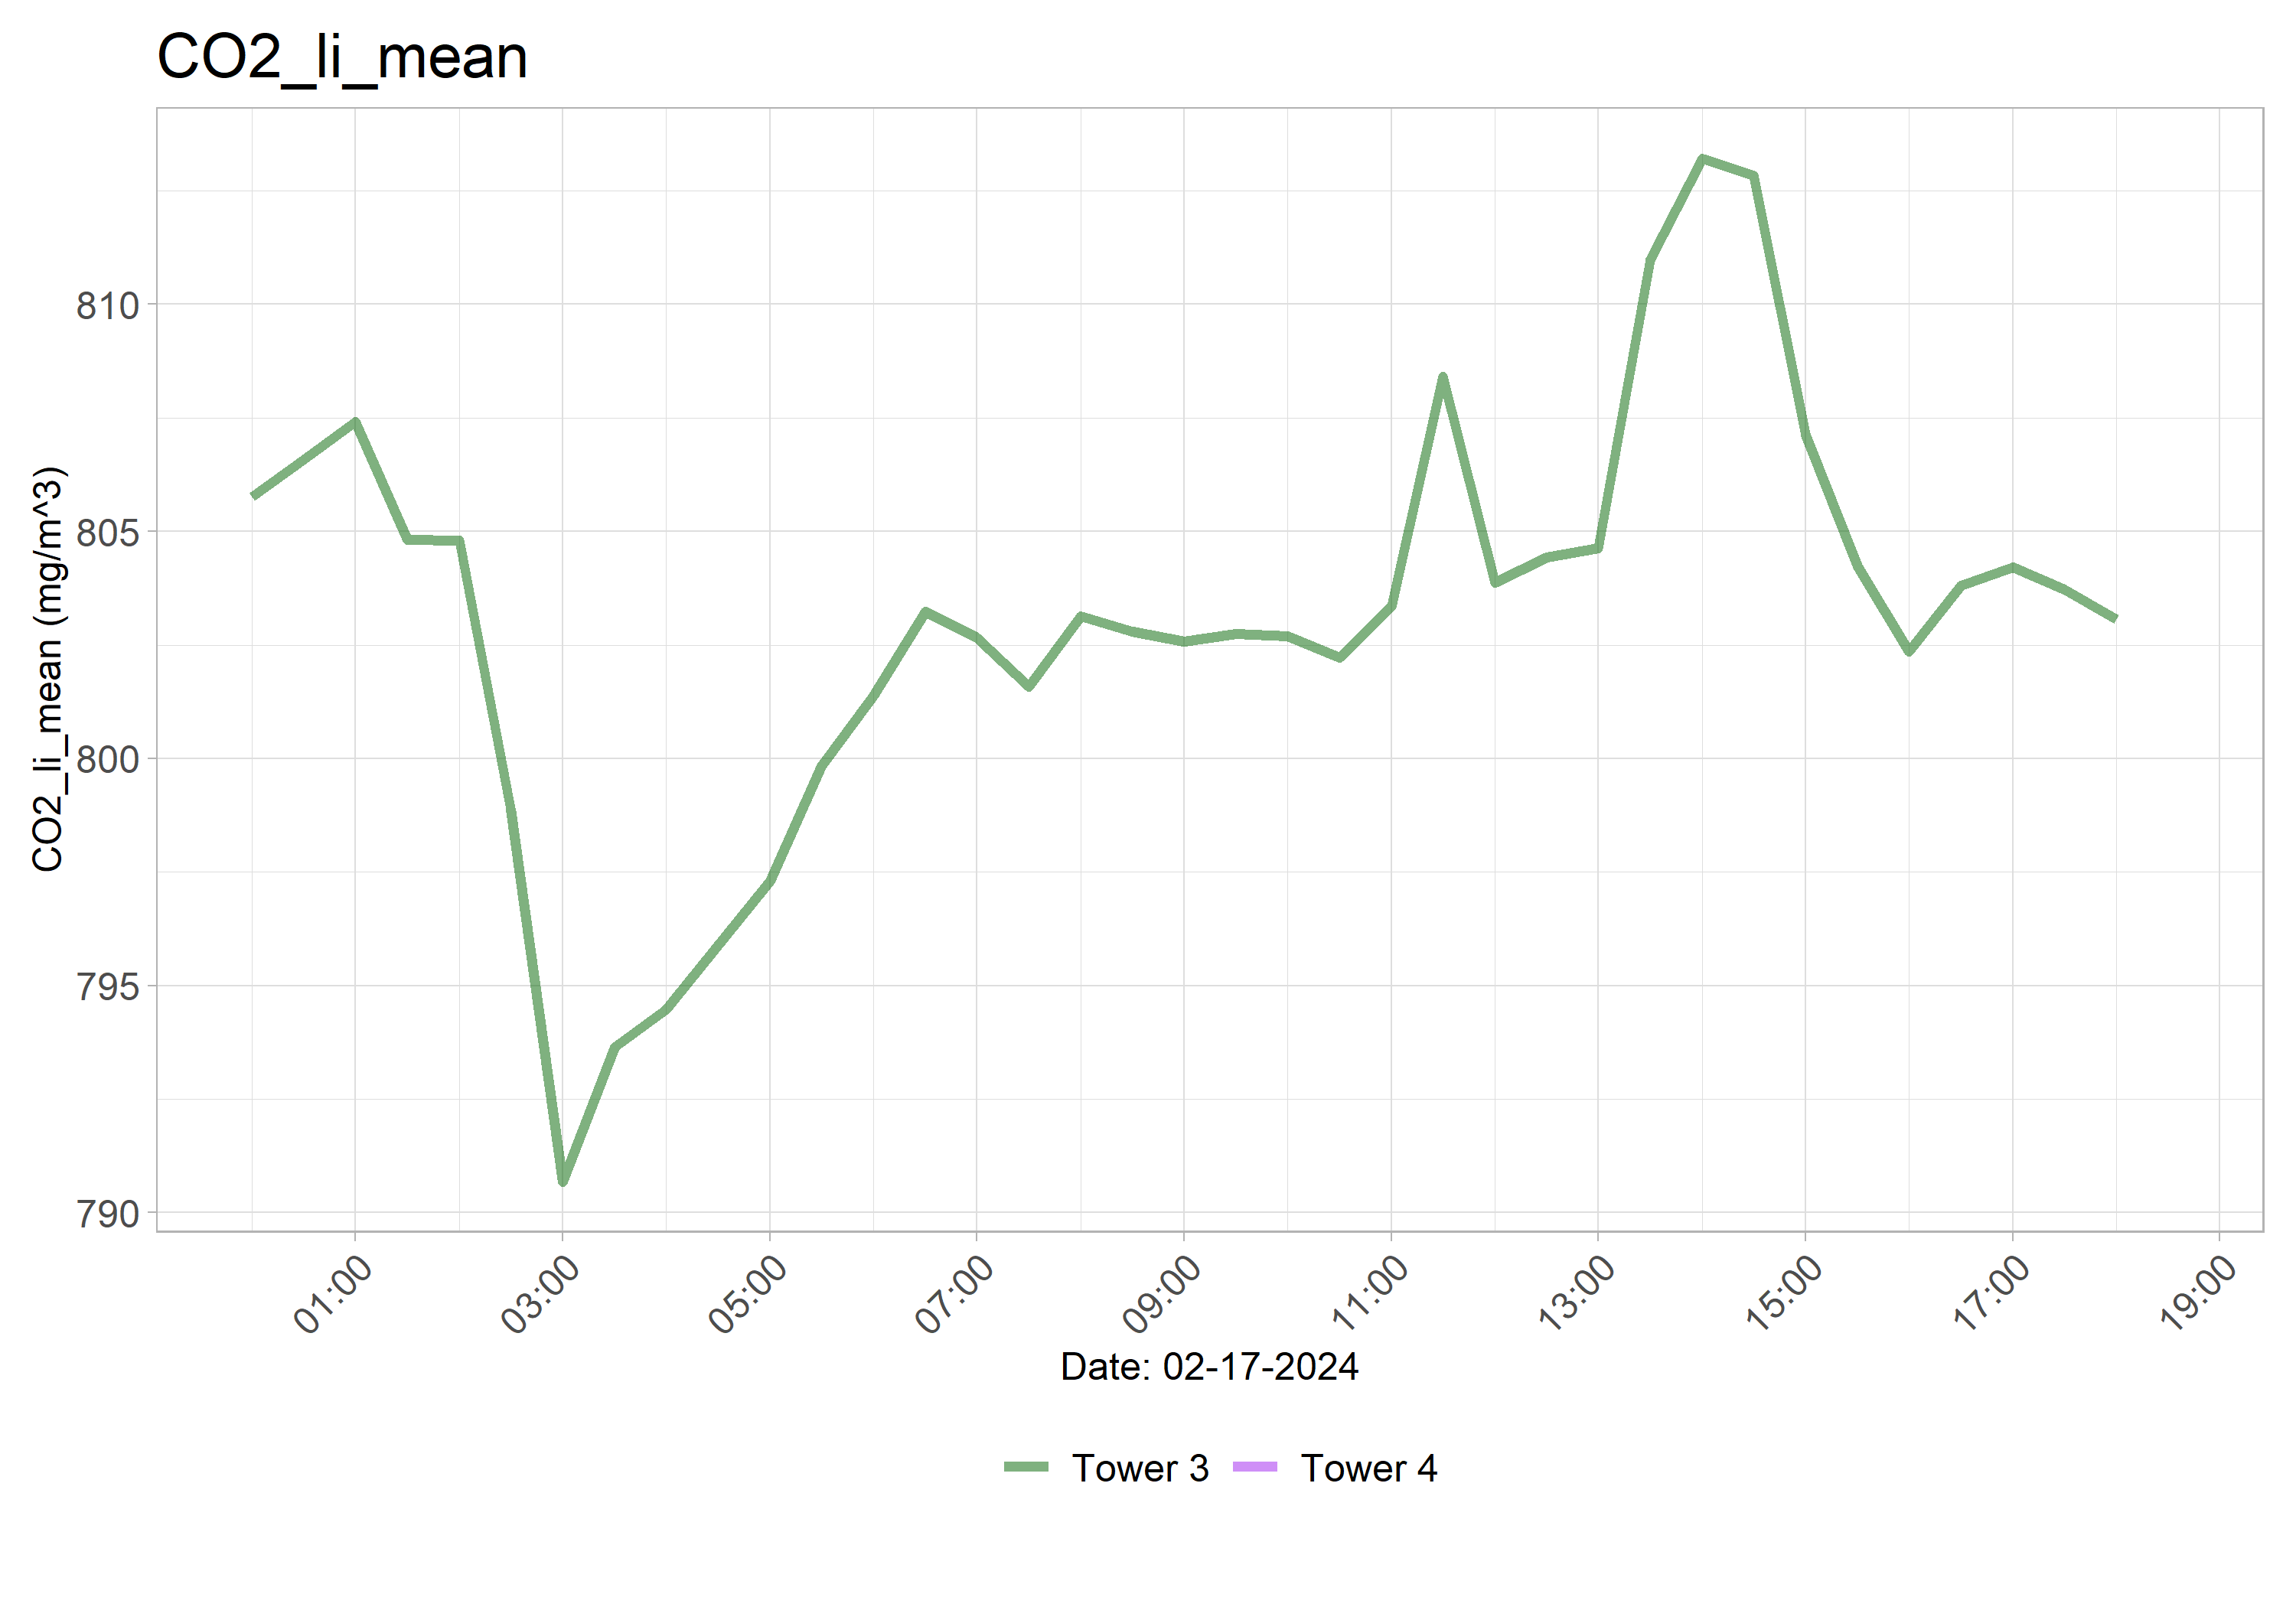 CO2_li_mean
CO2_li_mean (mg/m^3)
810
805
800
795
790
01:00 03:00 05:00 07:00 09:00 11:00 13:00 15:00 17:00 19:00
Date: 02-17-2024
Tower 3 Tower 4